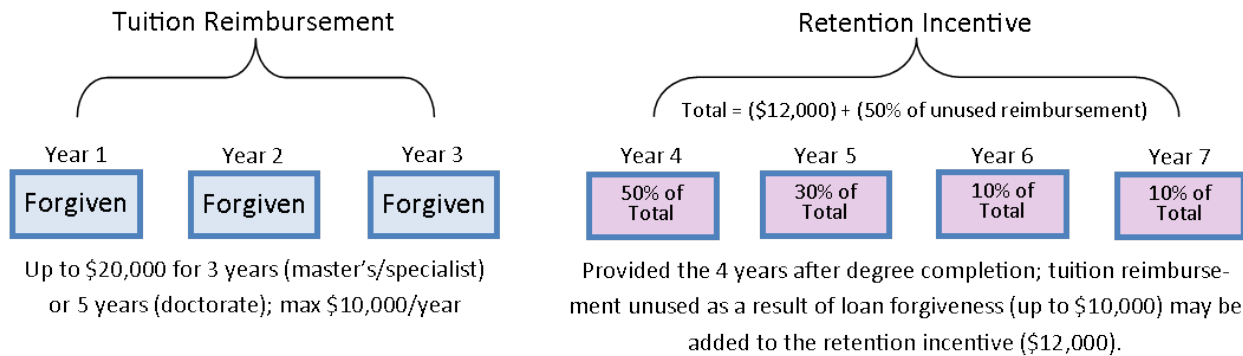 Tuition Reimbursement
Year 1
Year 2
Year 3
Forgiven
Forgiven
Forgiven
Up to $20,000 for 3 years (master's/specialist)
or 5 years (doctorate); max $10,000/year
Retention Incentive
Total = ($12,000) + (50% of unused reimbursement)
Year 4
Year 5
Year 6
Year 7
50% of
Total
30% of
Total
10% of
Total
10% of
Total
Provided the 4 years after degree completion; tuition reimburse-
ment unused as a result of loan forgiveness (up to $10,000) may be
added to the retention incentive ($12,000).